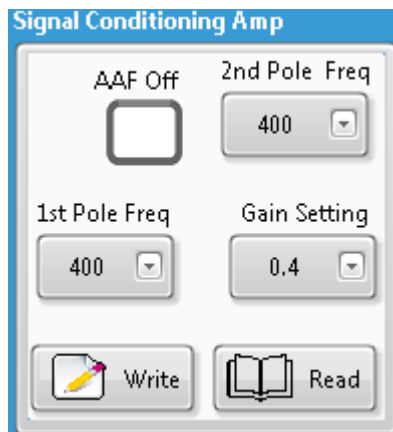 Signal Conditioning Amp
AAF Off
2nd Pole Freq
400
1st Pole Freq
Gain Setting
400
0.4
Write
Read